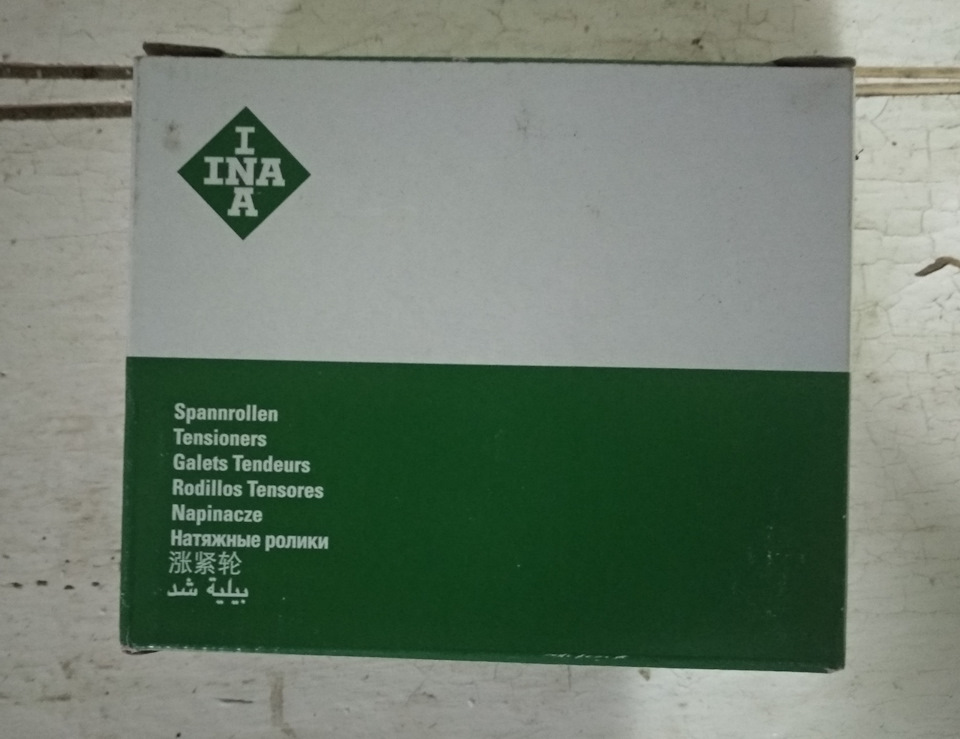 I
INA
A
Spannrollen
Tensioners
Galets Tendeurs
Rodillos Tensores
Napinacze
Натяжные ролики
涨紧轮
بيلية شد